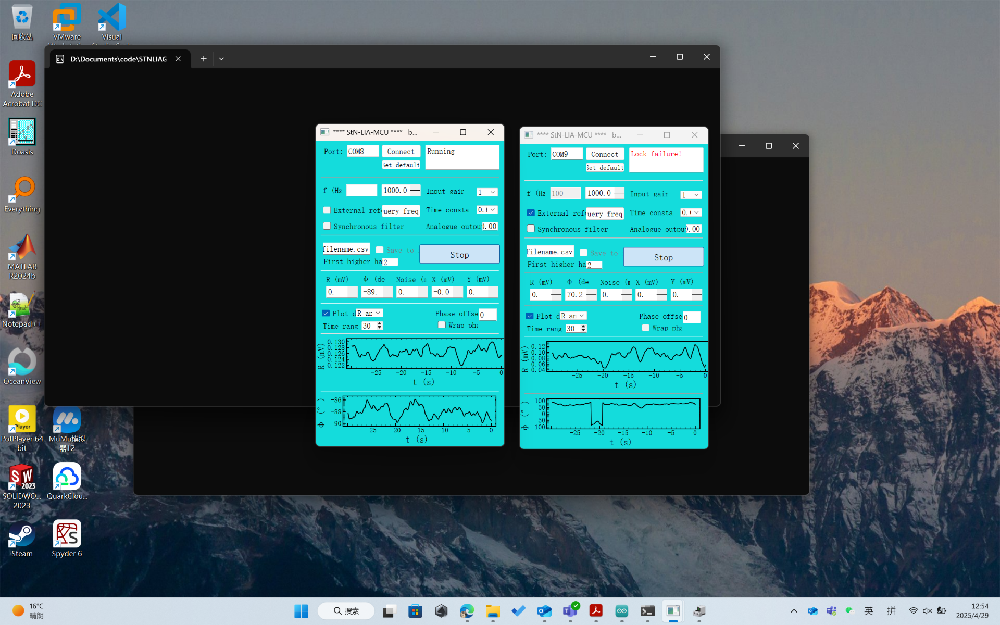 回收站
VMware
Visual
D:\Documents\code\STNLIAG
Adobe
Acrobat DC
Doasis
Everything
MATLAB
R2024b
Notepad++
OceanView
PotPlayer 64
bit
MuMu模拟
器12
SOLIDWO...
2023
QuarkClou...
Steam
Spyder 6
**** StN-LIA-MCU **** b...
Port: COM8 Connect Running
Set default
f (Hz 1000.0 Input gain 1
External refe uery freq Time consta 0.(
Synchronous filter Analogue output 0.00
filename.csv Save to Stop
First higher ha 2
R (mV) ϕ (de Noise (m X (mV) Y (mV)
0. -89. 0. -0.0 0.
Plot d R an Phase offse 0
Time rang 30 Wrap pha
R (mV)
0.130
0.128
0.126
0.124
0.122
-25 -20 -15 -10 -5 0
t (s)
ϕ (°)
-86
-88
-90
-25 -20 -15 -10 -5 0
t (s)
**** StN-LIA-MCU **** b...
Port: COM9 Connect Lock failure!
Set default
f (Hz 100 1000.0 Input gain 1
External refe uery freq Time consta 0.(
Synchronous filter Analogue output 0.00
filename.csv Save to Stop
First higher ha 2
R (mV) ϕ (de Noise (m X (mV) Y (mV)
0. 70.2 0. 0. 0.
Plot d R an Phase offse 0
Time rang 30 Wrap pha
R (mV)
0.12
0.10
0.08
0.06
0.04
-25 -20 -15 -10 -5 0
t (s)
ϕ (°)
100
50
0
-50
-100
-25 -20 -15 -10 -5 0
t (s)
16°C
晴朗
搜索
英 拼
12:54
2025/4/29